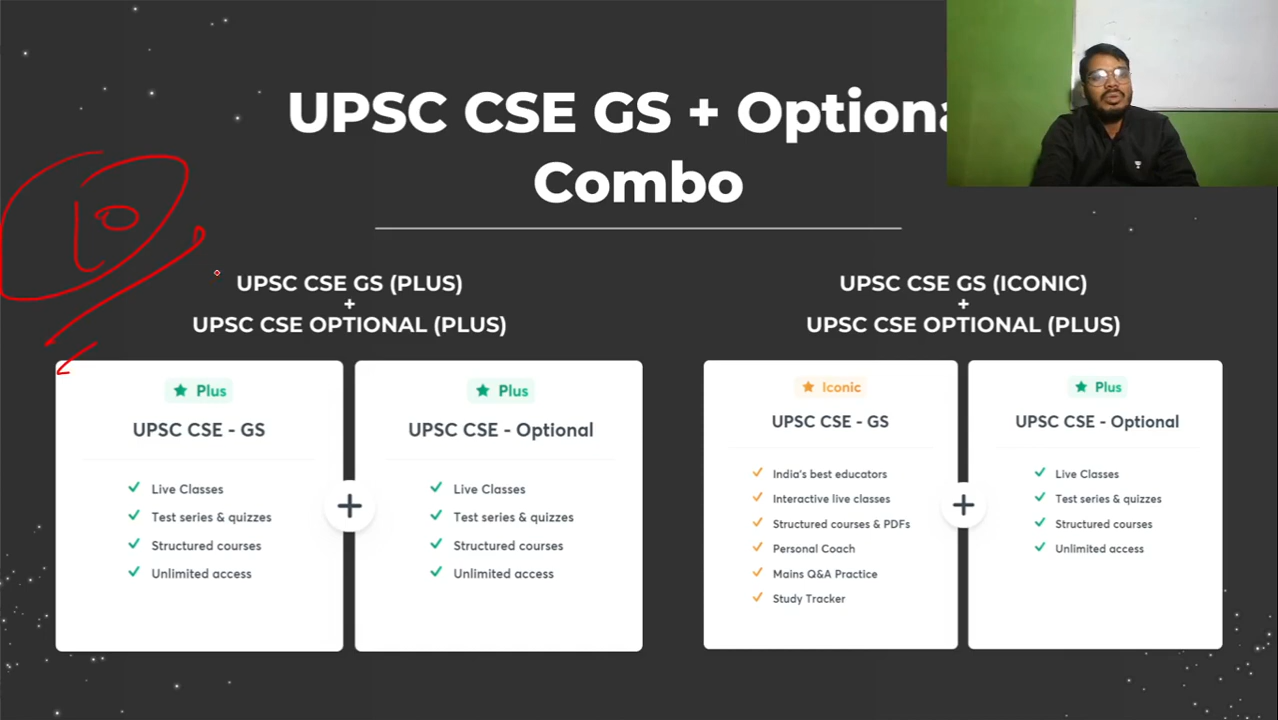 UPSC CSE GS + Optiona
Combo
10
UPSC CSE GS (PLUS)
+
UPSC CSE OPTIONAL (PLUS)
Plus
UPSC CSE - GS
Live Classes
Test series & quizzes
Structured courses
Unlimited access
+
Plus
UPSC CSE - Optional
Live Classes
Test series & quizzes
Structured courses
Unlimited access
UPSC CSE GS (ICONIC)
+
UPSC CSE OPTIONAL (PLUS)
Iconic
UPSC CSE - GS
India's best educators
Interactive live classes
Structured courses & PDFs
Personal Coach
Mains Q&A Practice
Study Tracker
+
Plus
UPSC CSE - Optional
Live Classes
Test series & quizzes
Structured courses
Unlimited access